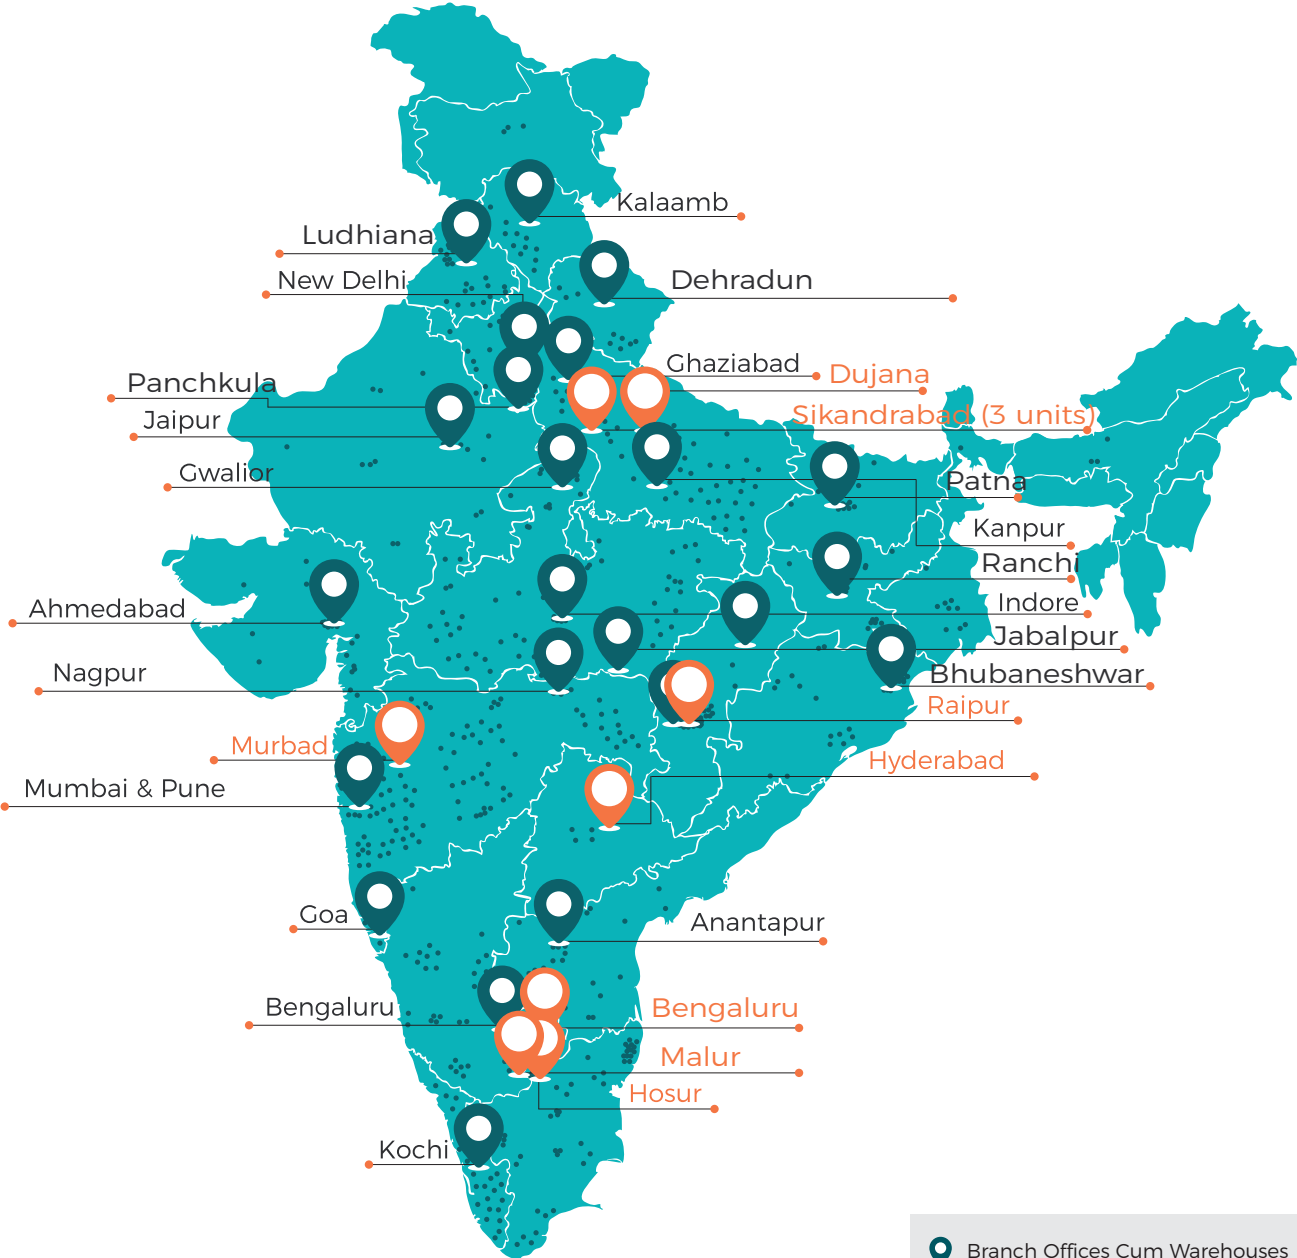 Kalaamb
Ludhiana
New Delhi
Dehradun
Ghaziabad
Dujana
Panchkula
Jaipur
Sikandrabad (3 units)
Gwalior
Patna
Kanpur
Ranchi
Indore
Ahmedabad
Jabalpur
Nagpur
Bhubaneshwar
Raipur
Murbad
Hyderabad
Mumbai & Pune
Goa
Anantapur
Bengaluru
Bengaluru
Malur
Hosur
Kochi
Branch Offices Cum Warehouses